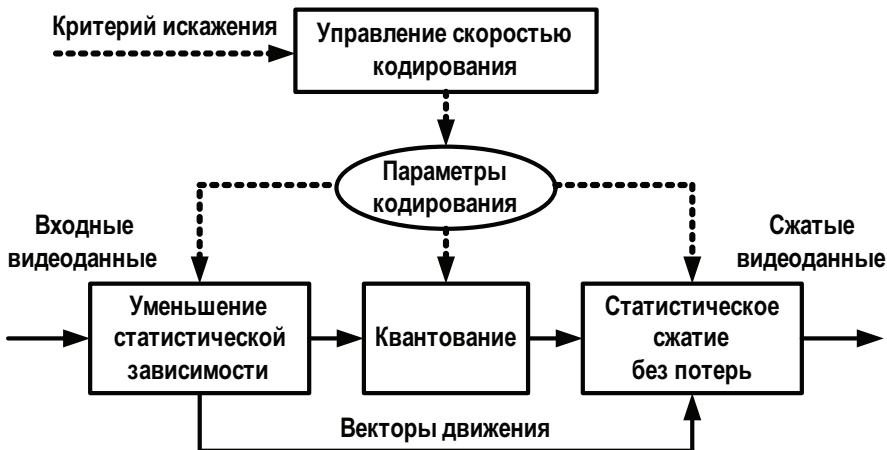 Критерий искажения
Управление скоростью
кодирования
Параметры
кодирования
Входные
видеоданные
Сжатые
видеоданные
Уменьшение
статистической
зависимости
Квантование
Статистическое
сжатие
без потерь
Векторы движения